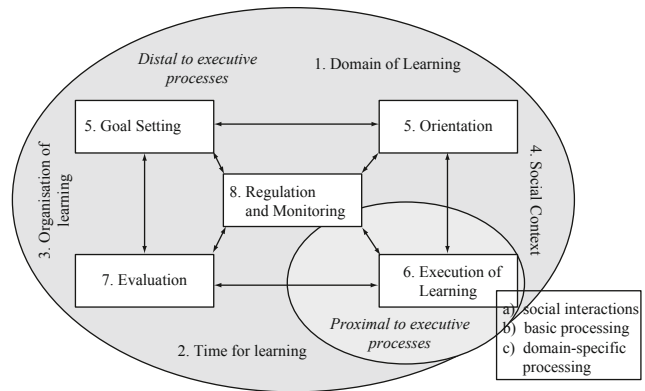 Distal to executive
processes
1. Domain of Learning
5. Goal Setting
5. Orientation
3. Organisation of
learning
4. Social Context
8. Regulation
and Monitoring
7. Evaluation
6. Execution of
Learning
2. Time for learning
Proximal to executive
processes
a) social interactions
b) basic processing
c) domain-specific
processing